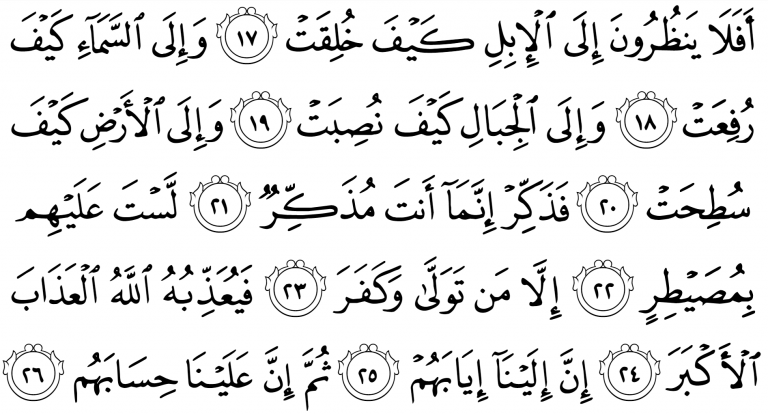 أَفَلَا يَنظُرُونَ إِلَى ٱلْإِبِلِ كَيْفَ خُلِقَتْ ١٧ وَإِلَى ٱلسَّمَآءِ كَيْفَ
رُفِعَتْ ١٨ وَإِلَى ٱلْجِبَالِ كَيْفَ نُصِبَتْ ١٩ وَإِلَى ٱلْأَرْضِ كَيْفَ
سُطِحَتْ ٢٠ فَذَكِّرْ إِنَّمَآ أَنتَ مُذَكِّرٌ ٢١ لَّسْتَ عَلَيْهِم
بِمُصَيْطِرٍ ٢٢ إِلَّا مَن تَوَلَّىٰ وَكَفَرَ ٢٣ فَيُعَذِّبُهُ ٱللَّهُ ٱلْعَذَابَ
ٱلْأَكْبَرَ ٢٤ إِنَّ إِلَيْنَآ إِيَابَهُمْ ٢٥ ثُمَّ إِنَّ عَلَيْنَا حِسَابَهُم ٢٦